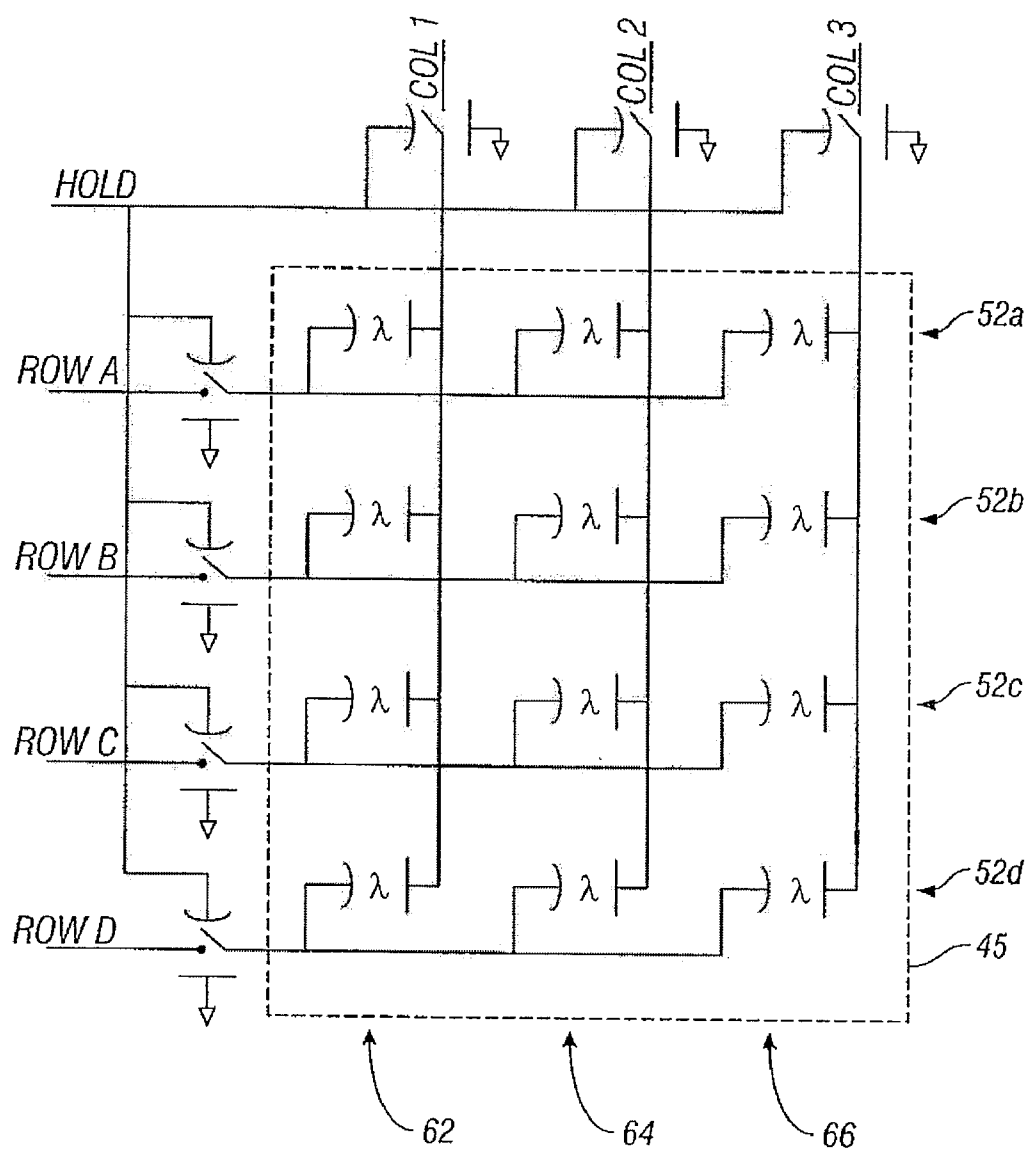 COL 1
COL 2
COL 3
HOLD
λ λ λ
52a
ROW A
λ λ λ
52b
ROW B
λ λ λ
52c
ROW C
λ λ λ
52d
ROW D
45
62
64
66